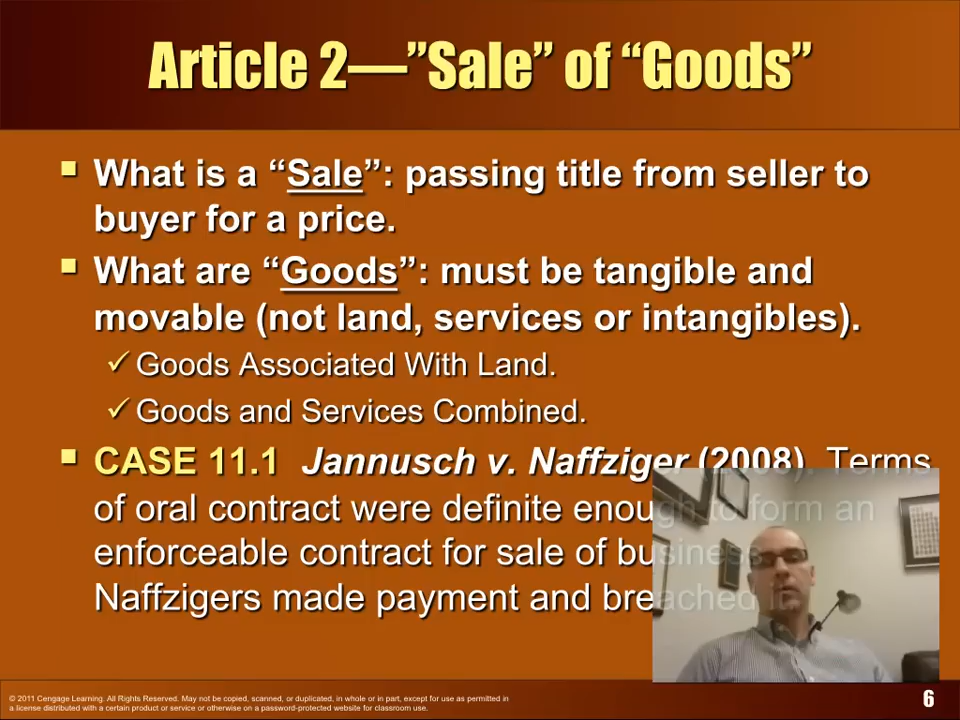 Article 2—”Sale” of “Goods”
What is a “Sale”: passing title from seller to
buyer for a price.
What are “Goods”: must be tangible and
movable (not land, services or intangibles).
Goods Associated With Land.
Goods and Services Combined.
CASE 11.1 Jannusch v. Naffziger (2008). Terms
of oral contract were definite enough to form an
enforceable contract for sale of business
Naffzigers made payment and breached it
© 2011 Cengage Learning. All Rights Reserved. May not be copied, scanned, or duplicated, in whole or in part, except for use as permitted in
a license distributed with a certain product or service or otherwise on a password-protected website for classroom use.
6